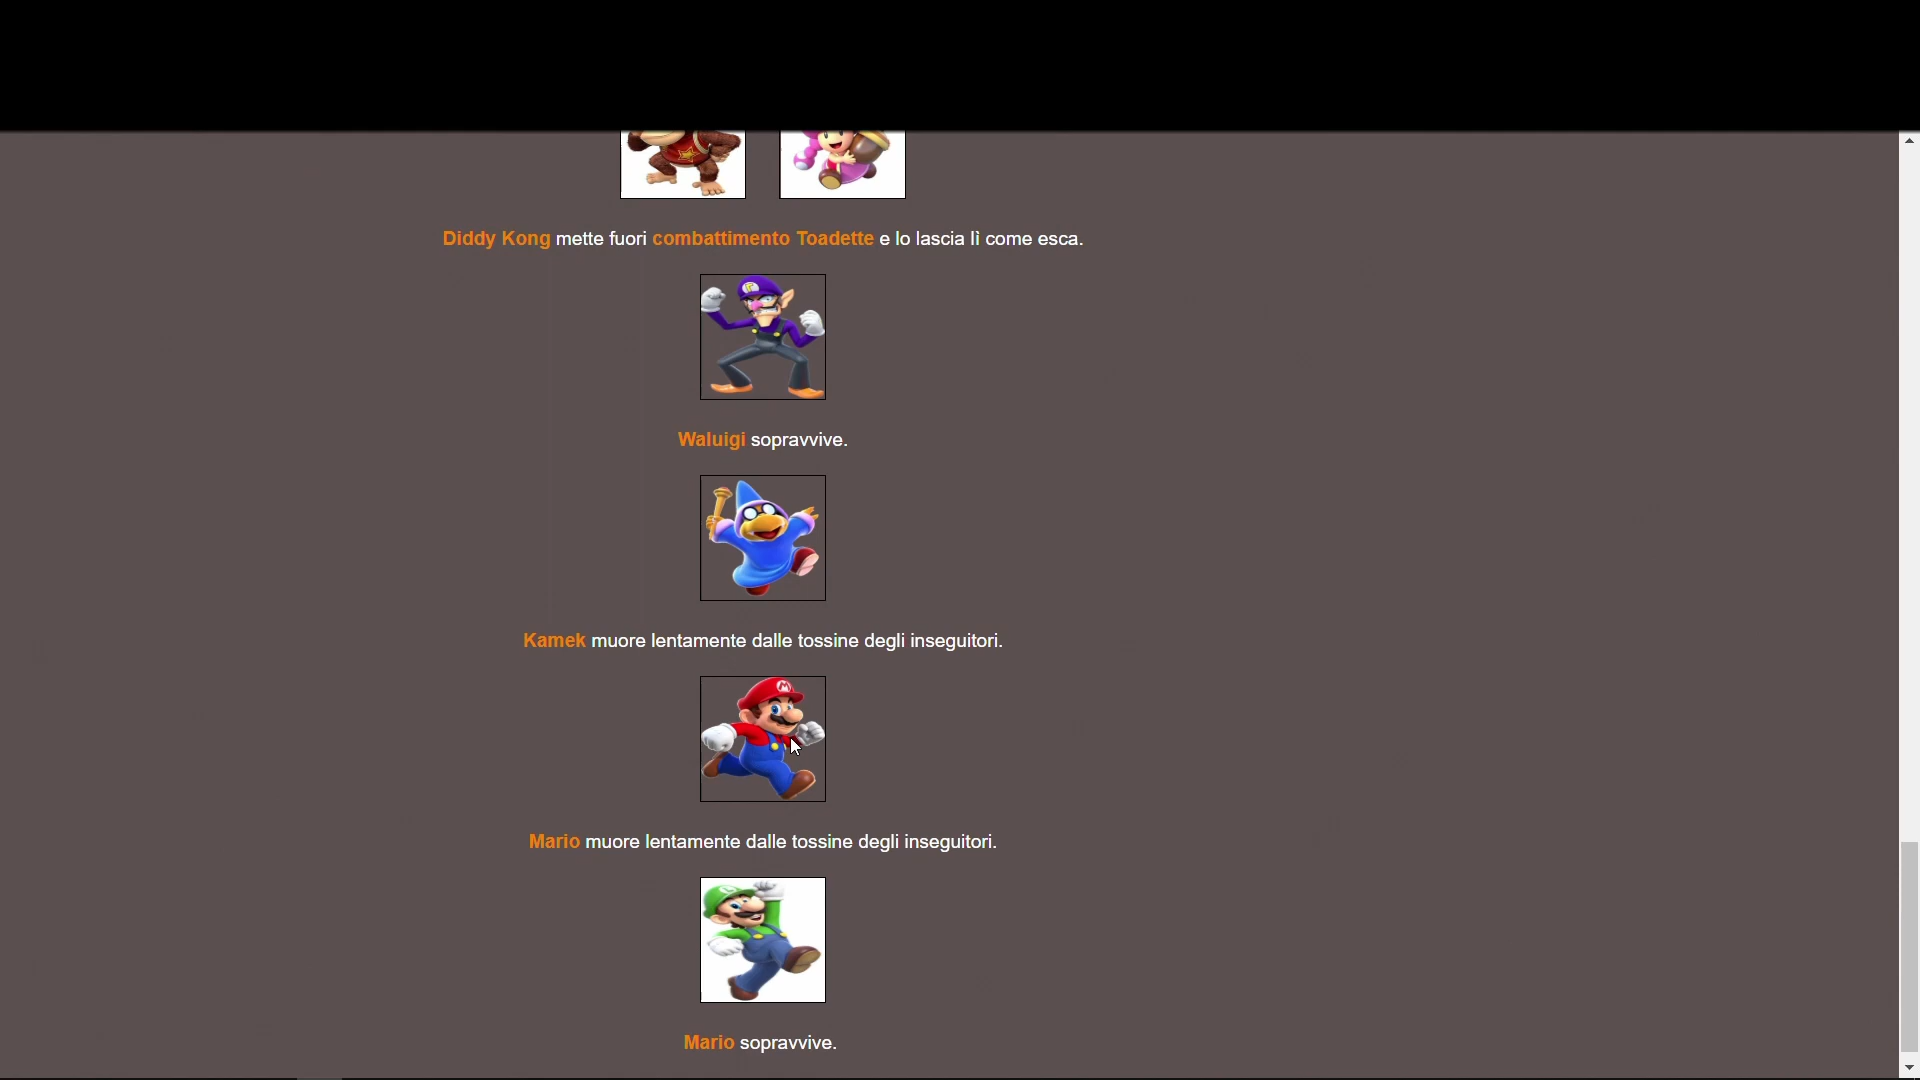 Diddy Kong mette fuori combattimento Toadette e lo lascia lì come esca.
Waluigi sopravvive.
Kamek muore lentamente dalle tossine degli inseguitori.
Mario muore lentamente dalle tossine degli inseguitori.
Mario sopravvive.